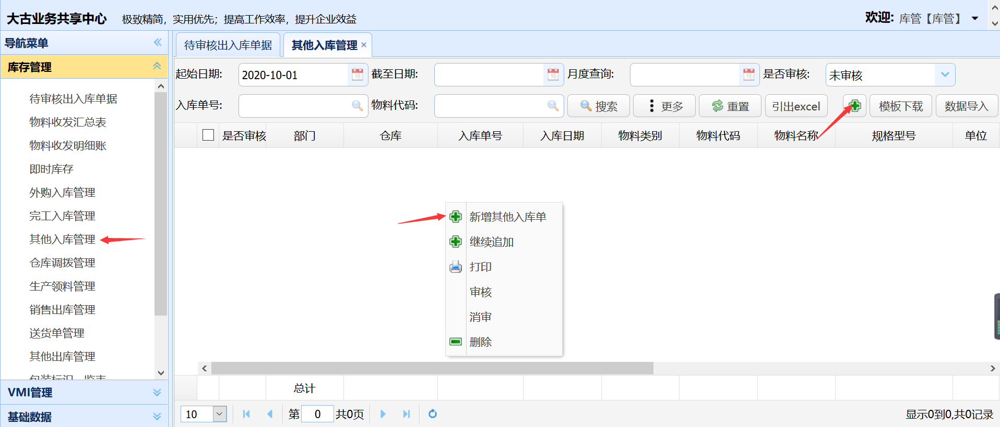 大古业务共享中心 极致精简，实用优先；提高工作效率，提升企业效益 欢迎: 库管【库管】
导航菜单
库存管理
待审核出入库单据
物料收发汇总表
物料收发明细账
即时库存
外购入库管理
完工入库管理
其他入库管理
仓库调拨管理
生产领料管理
销售出库管理
送货单管理
其他出库管理
包装标识一览表
VMI管理
基础数据
待审核出入库单据 其他入库管理
起始日期: 2020-10-01 截至日期: 月度查询: 是否审核: 未审核
入库单号: 物料代码: 搜索 更多 重置 引出excel 模板下载 数据导入
是否审核 部门 仓库 入库单号 入库日期 物料类别 物料代码 物料名称 规格型号 单位
新增其他入库单
继续追加
打印
审核
消审
删除
总计
10 第 0 共0页 显示0到0,共0记录